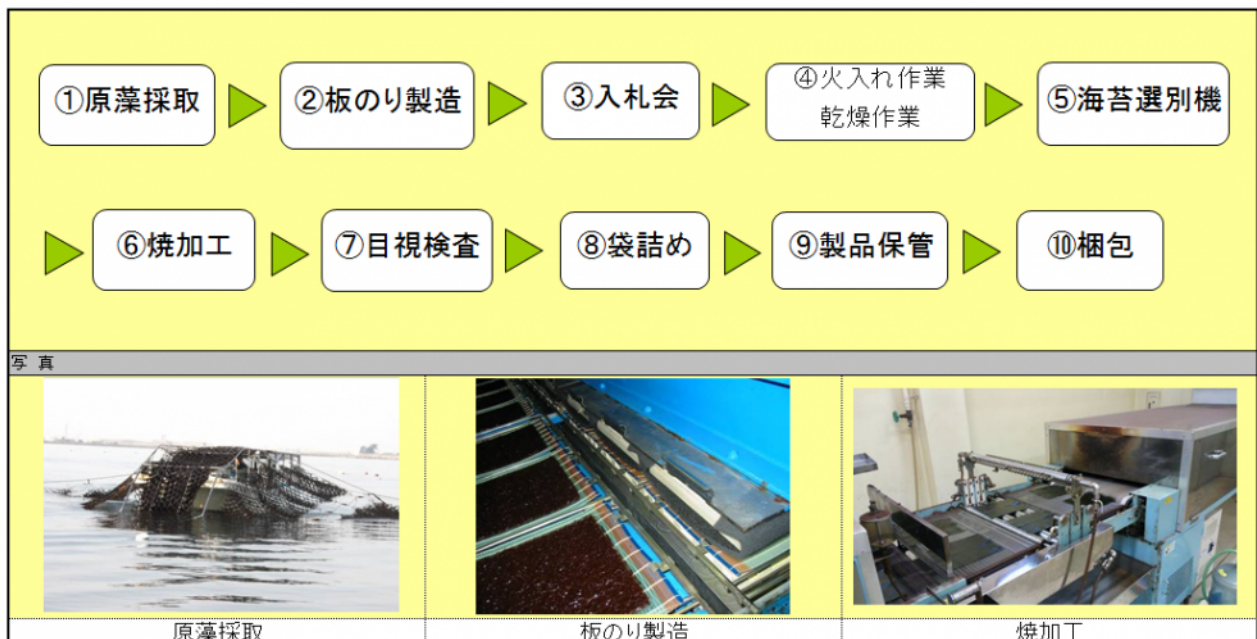 ①原藻採取
②板のり製造
③入札会
④火入れ作業
乾燥作業
⑤海苔選別機
⑥焼加工
⑦目視検査
⑧袋詰め
⑨製品保管
⑩梱包
写 真
原藻採取
板のり製造
焼加工